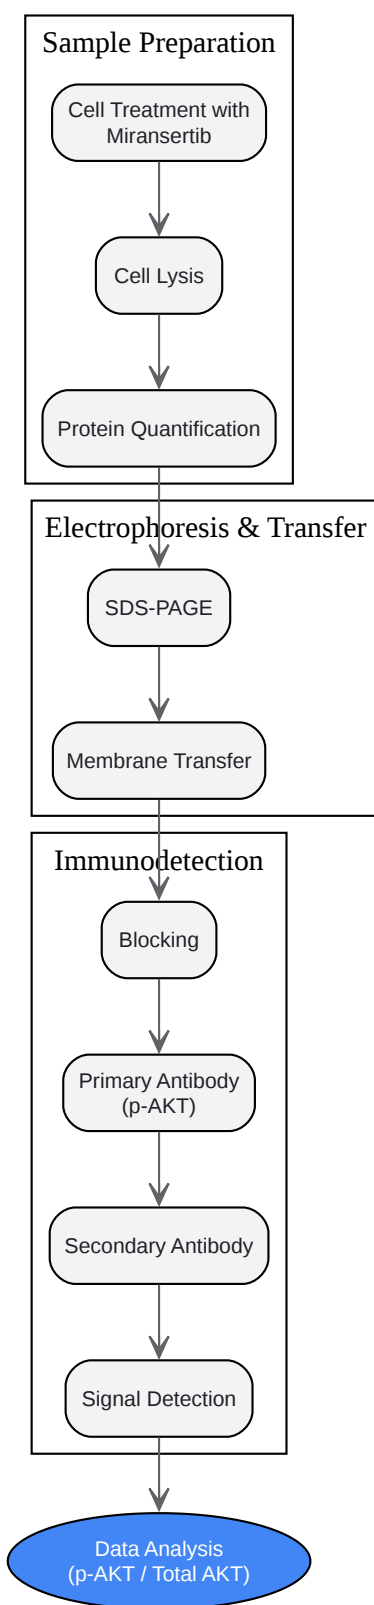 Sample Preparation
Cell Treatment with
Miransertib
Cell Lysis
Protein Quantification
Electrophoresis & Transfer
SDS-PAGE
Membrane Transfer
Immunodetection
Blocking
Primary Antibody
(p-AKT)
Secondary Antibody
Signal Detection
Data Analysis
(p-AKT / Total AKT)